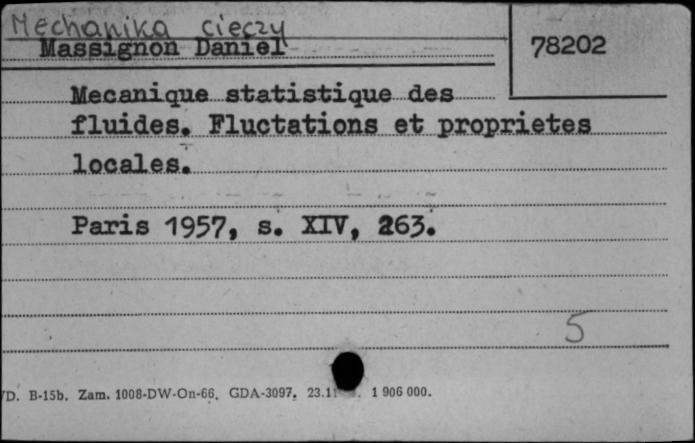 Mechanika cieczy
Massignon Daniel
78202
Mecanique statistique des
fluides. Fluctations et proprietes
locales.
Paris 1957, s. XIV, 263.
5
D. B-15b. Zam. 1008-DW-On-66. GDA-3097. 23.11 1 906 000.